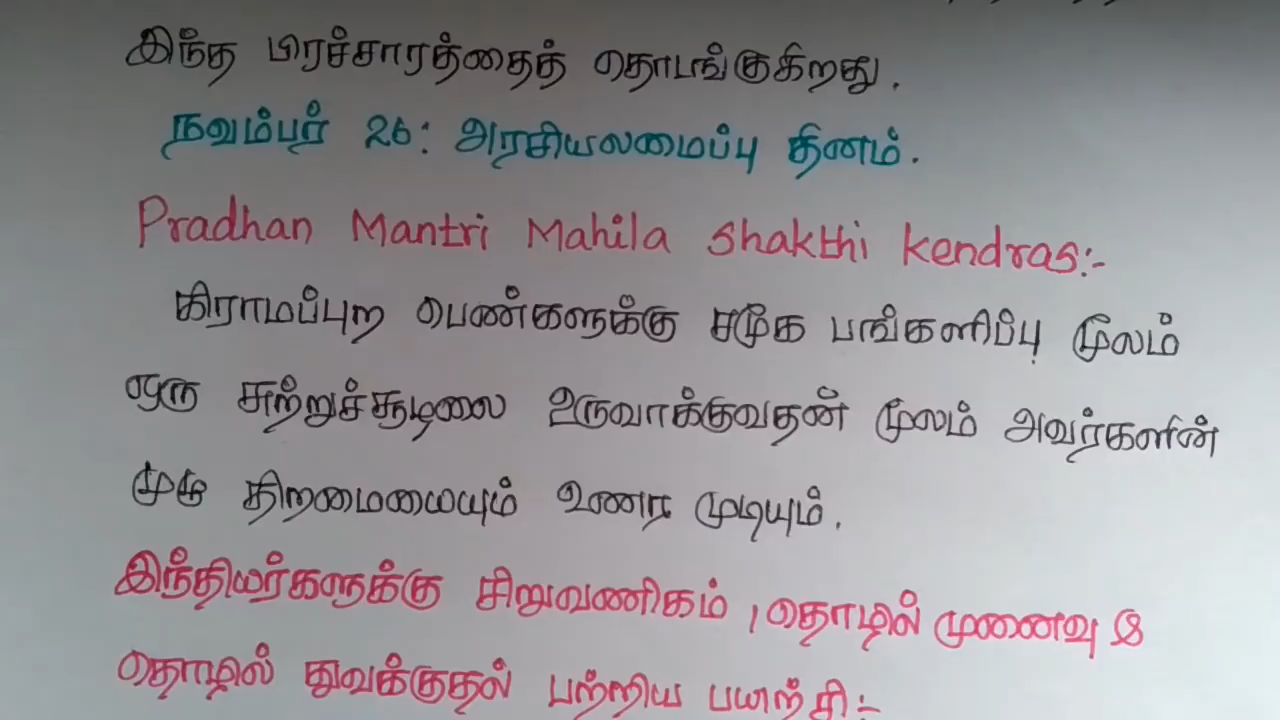 இந்த பிரச்சாரத்தைத் தொடங்குகிறது.
நவம்பர் 26: அரசியலமைப்பு தினம்.
Pradhan Mantri Mahila Shakthi Kendras:-
கிராமப்புற பெண்களுக்கு சமூக பங்களிப்பு மூலம்
ஒரு சுற்றுச்சூழலை உருவாக்குவதன் மூலம் அவர்களின்
முழு திறமைமையும் உணர முடியும்.
இந்தியர்களுக்கு சிறுவணிகம், தொழில் முனைவு &
தொழில் துவக்குதல் பற்றிய பயிற்சி:-